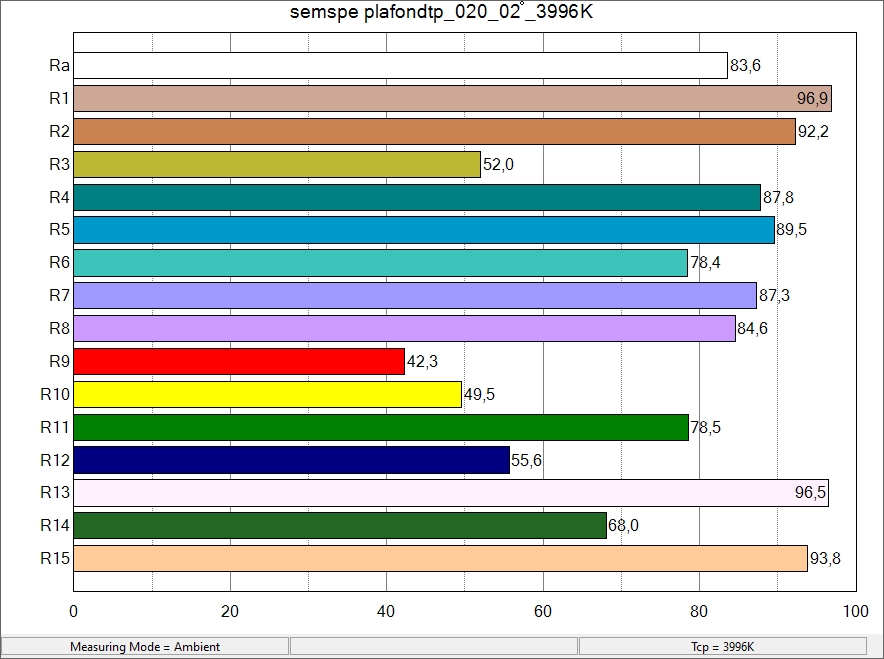 semspe plafondtp_020_02°_3996K
Ra 83,6
R1 96,9
R2 92,2
R3 52,0
R4 87,8
R5 89,5
R6 78,4
R7 87,3
R8 84,6
R9 42,3
R10 49,5
R11 78,5
R12 55,6
R13 96,5
R14 68,0
R15 93,8
0 20 40 60 80 100
Measuring Mode = Ambient Tcp = 3996K